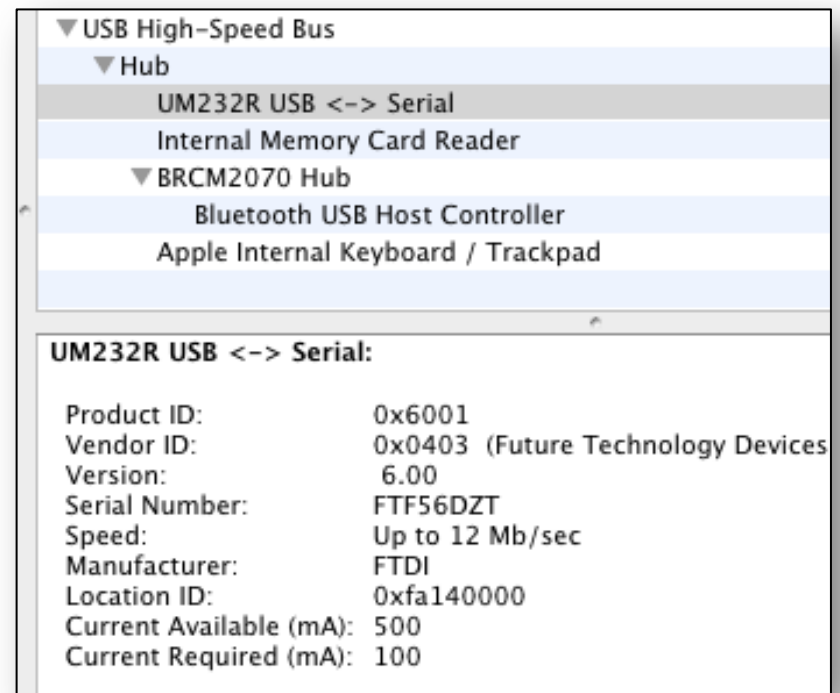 USB High-Speed Bus
Hub
UM232R USB <-> Serial
Internal Memory Card Reader
BRCM2070 Hub
Bluetooth USB Host Controller
Apple Internal Keyboard / Trackpad
UM232R USB <-> Serial:
Product ID: 0x6001
Vendor ID: 0x0403 (Future Technology Devices
Version: 6.00
Serial Number: FTF56DZT
Speed: Up to 12 Mb/sec
Manufacturer: FTDI
Location ID: 0xfa140000
Current Available (mA): 500
Current Required (mA): 100